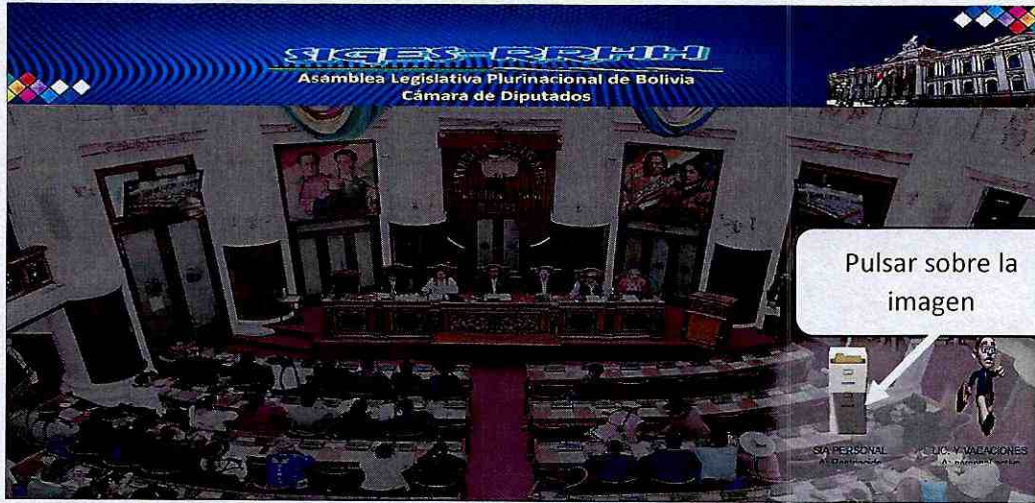 SIGES-RRHH
Asamblea Legislativa Plurinacional de Bolivia
Cámara de Diputados
Pulsar sobre la
imagen
SIA PERSONAL
LIC. Y VACACIONES